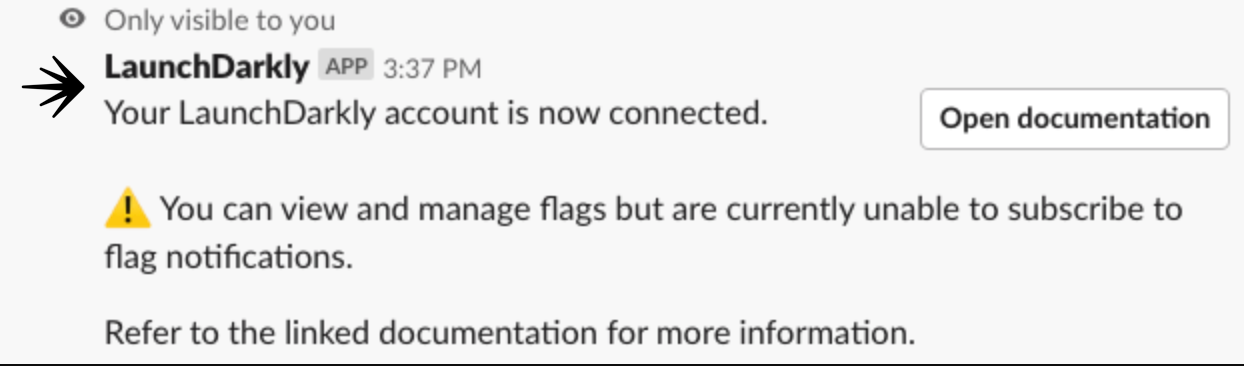 Only visible to you
LaunchDarkly APP 3:37 PM
Your LaunchDarkly account is now connected.
Open documentation
⚠️ You can view and manage flags but are currently unable to subscribe to
flag notifications.
Refer to the linked documentation for more information.